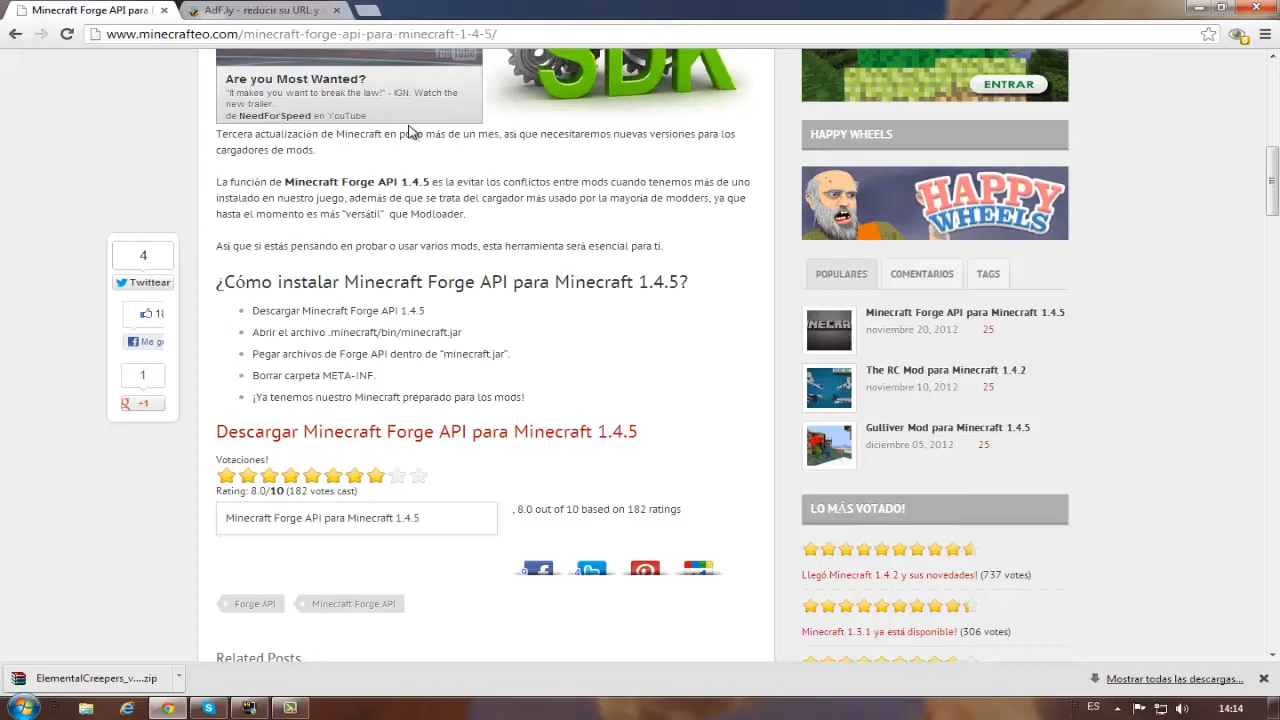 Minecraft Forge API para
AdF.ly - reducir su URL y
www.minecrafteo.com/minecraft-forge-api-para-minecraft-1-4-5/
YouTube
Are you Most Wanted?
"It makes you want to break the law!" - IGN. Watch the
new trailer.
de NeedForSpeed en YouTube
SDK
ENTRAR
Tercera actualización de Minecraft en poco más de un mes, así que necesitaremos nuevas versiones para los
cargadores de mods.
La función de Minecraft Forge API 1.4.5 es la evitar los conflictos entre mods cuando tenemos más de uno
instalado en nuestro juego, además de que se trata del cargador más usado por la mayoría de modders, ya que
hasta el momento es más "versátil" que Modloader.
Así que si estás pensando en probar o usar varios mods, esta herramienta será esencial para ti.
¿Cómo instalar Minecraft Forge API para Minecraft 1.4.5?
Descargar Minecraft Forge API 1.4.5
Abrir el archivo .minecraft/bin/minecraft.jar
Pegar archivos de Forge API dentro de "minecraft.jar".
Borrar carpeta META-INF.
¡Ya tenemos nuestro Minecraft preparado para los mods!
Descargar Minecraft Forge API para Minecraft 1.4.5
Votaciones!
Rating: 8.0/10 (182 votes cast)
Minecraft Forge API para Minecraft 1.4.5
, 8.0 out of 10 based on 182 ratings
9
4
Forge API
Minecraft Forge API
Related Posts
4
Twittear
Me g
1
+1
HAPPY WHEELS
HAPPY WHEELS
POPULARES
COMENTARIOS
TAGS
Minecraft Forge API para Minecraft 1.4.5
noviembre 20, 2012 25
The RC Mod para Minecraft 1.4.2
noviembre 10, 2012 25
Gulliver Mod para Minecraft 1.4.5
diciembre 05, 2012 25
LO MÁS VOTADO!
Llegó Minecraft 1.4.2 y sus novedades! (737 votes)
Minecraft 1.3.1 ya está disponible! (306 votes)
ElementalCreepers_v....zip
Mostrar todas las descargas...
ES
14:14